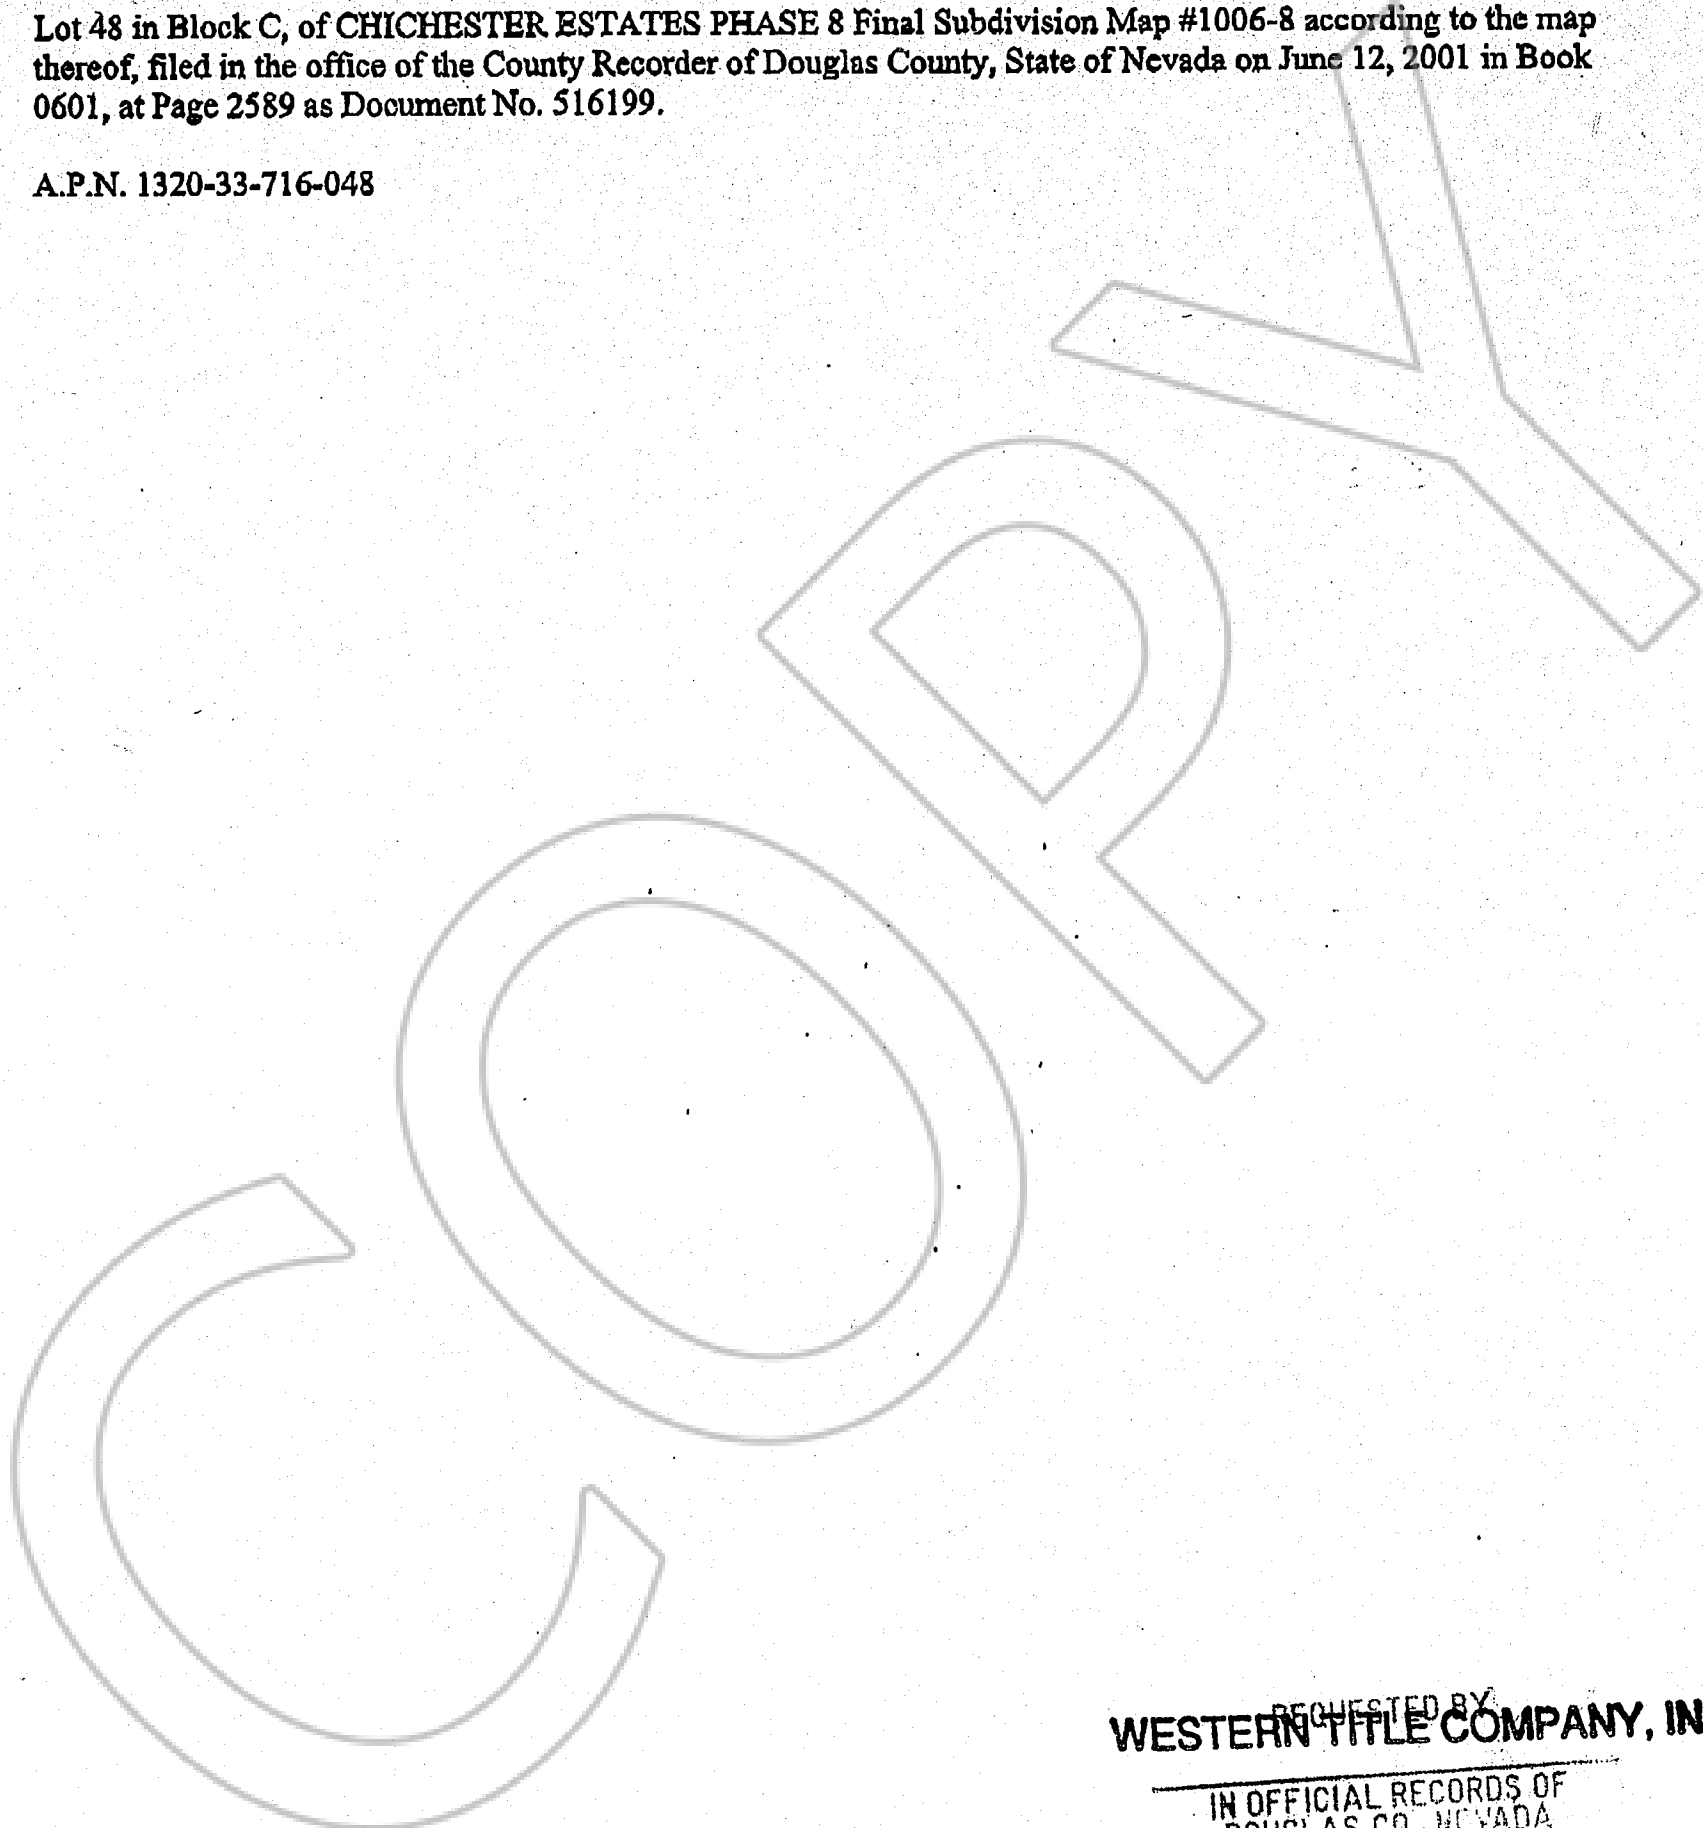 Lot 48 in Block C, of CHICHESTER ESTATES PHASE 8 Final Subdivision Map #1006-8 according to the map
thereof, filed in the office of the County Recorder of Douglas County, State of Nevada on June 12, 2001 in Book
0601, at Page 2589 as Document No. 516199.
A.P.N. 1320-33-716-048
COPY
REQUESTED BY
WESTERN TITLE COMPANY, IN
IN OFFICIAL RECORDS OF
DOUGLAS CO., NEVADA